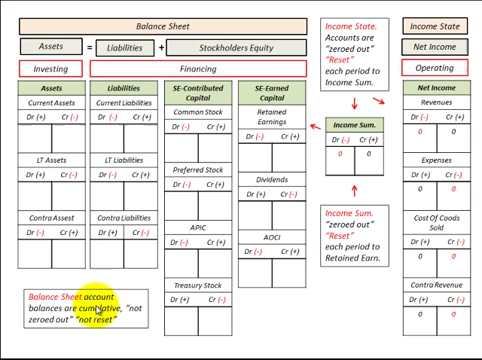 Balance Sheet
Assets = Liabilities + Stockholders Equity
Investing
Financing
Assets
Current Assets
Dr (+) Cr (-)
LT Assets
Dr (+) Cr (-)
Contra Assest
Dr (-) Cr (+)
Liabilities
Current Liabilities
Dr (-) Cr (+)
LT Liabilities
Dr (-) Cr (+)
Contra Liabilities
Dr (+) Cr (-)
SE-Contributed
Capital
Common Stock
Dr (-) Cr (+)
Preferred Stock
Dr (-) Cr (+)
APIC
Dr (-) Cr (+)
Treasury Stock
Dr (+) Cr (-)
SE-Earned
Capital
Retained
Earnings
Dr (-) Cr (+)
Dividends
Dr (+) Cr (-)
AOCI
Dr (-) Cr (+)
Income State.
Accounts are
"zeroed out"
"Reset"
each period to
Income Sum.
Income Sum.
Dr (-) Cr (+)
0 0
Income Sum.
"zeroed out"
"Reset"
each period to
Retained Earn.
Income State
Net Income
Operating
Net Income
Revenues
Dr (-) Cr (+)
0 0
Expenses
Dr (+) Cr (-)
0 0
Cost Of Goods
Sold
Dr (+) Cr (-)
0 0
Contra Revenue
Dr (+) Cr (-)
0 0
Balance Sheet account
balances are cumulative, "not
zeroed out" "not reset"